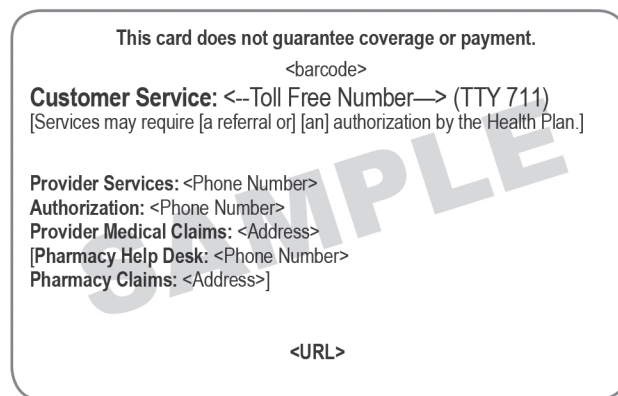 This card does not guarantee coverage or payment.
<barcode>
Customer Service: <--Toll Free Number—> (TTY 711)
[Services may require [a referral or] [an] authorization by the Health Plan.]
Provider Services: <Phone Number>
Authorization: <Phone Number>
Provider Medical Claims: <Address>
[Pharmacy Help Desk: <Phone Number>
Pharmacy Claims: <Address>]
SAMPLE
<URL>